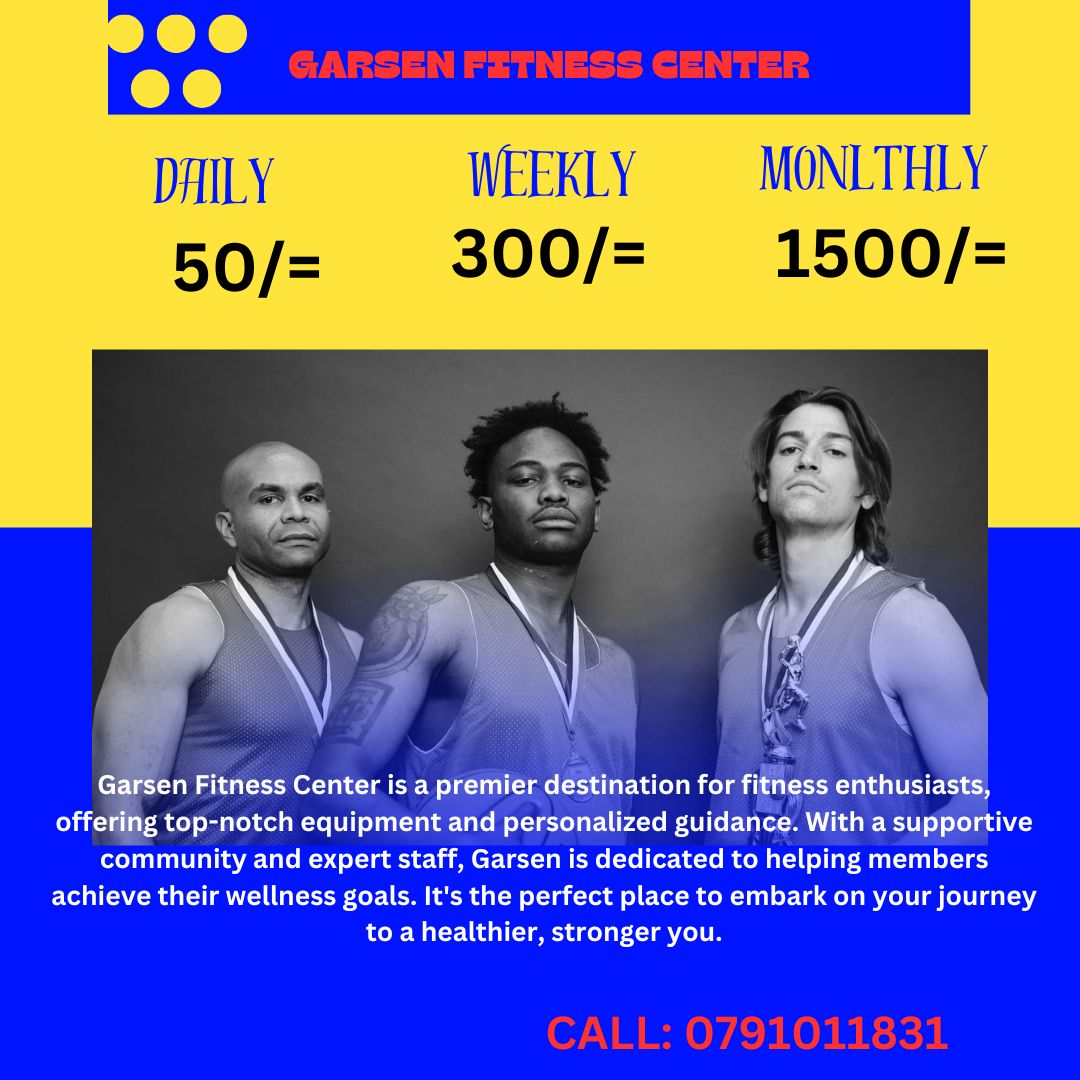 GARSEN FITNESS CENTER
DAILY
WEEKLY
MONLTHLY
50/=
300/=
1500/=
Garsen Fitness Center is a premier destination for fitness enthusiasts,
offering top-notch equipment and personalized guidance. With a supportive
community and expert staff, Garsen is dedicated to helping members
achieve their wellness goals. It's the perfect place to embark on your journey
to a healthier, stronger you.
CALL: 0791011831